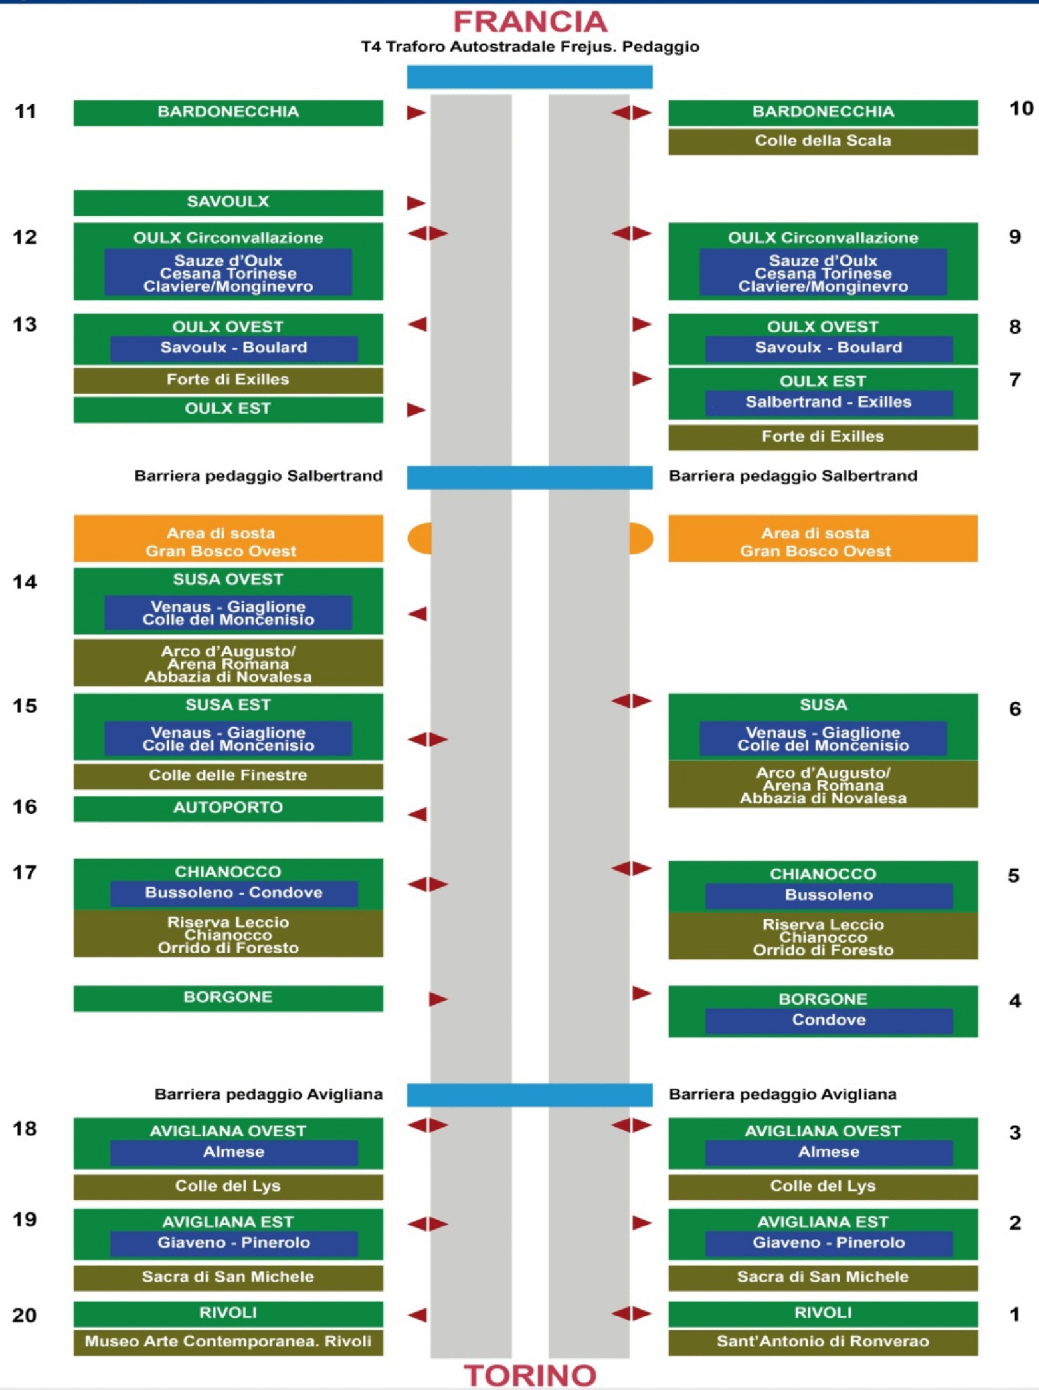 FRANCIA
T4 Traforo Autostradale Frejus. Pedaggio
11
BARDONECCHIA
BARDONECCHIA
10
Colle della Scala
SAVOULX
12
OULX Circonvallazione
Sauze d'Oulx
Cesana Torinese
Claviere/Monginevro
OULX Circonvallazione
9
Sauze d'Oulx
Cesana Torinese
Claviere/Monginevro
13
OULX OVEST
Savoulx - Boulard
Forte di Exilles
OULX EST
OULX OVEST
8
Savoulx - Boulard
OULX EST
7
Salbertrand - Exilles
Forte di Exilles
Barriera pedaggio Salbertrand
Barriera pedaggio Salbertrand
Area di sosta
Gran Bosco Ovest
Area di sosta
Gran Bosco Ovest
14
SUSA OVEST
Venaus - Giaglione
Colle del Moncenisio
Arco d'Augusto/
Arena Romana
Abbazia di Novalesa
15
SUSA EST
Venaus - Giaglione
Colle del Moncenisio
Colle delle Finestre
SUSA
6
Venaus - Giaglione
Colle del Moncenisio
Arco d'Augusto/
Arena Romana
Abbazia di Novalesa
16
AUTOPORTO
17
CHIANOCCO
Bussoleno - Condove
Riserva Leccio
Chianocco
Orrido di Foresto
CHIANOCCO
5
Bussoleno
Riserva Leccio
Chianocco
Orrido di Foresto
BORGONE
BORGONE
4
Condove
Barriera pedaggio Avigliana
Barriera pedaggio Avigliana
18
AVIGLIANA OVEST
Almese
Colle del Lys
AVIGLIANA OVEST
3
Almese
Colle del Lys
19
AVIGLIANA EST
Giaveno - Pinerolo
Sacra di San Michele
AVIGLIANA EST
2
Giaveno - Pinerolo
Sacra di San Michele
20
RIVOLI
Museo Arte Contemporanea. Rivoli
RIVOLI
1
Sant'Antonio di Ronverao
TORINO